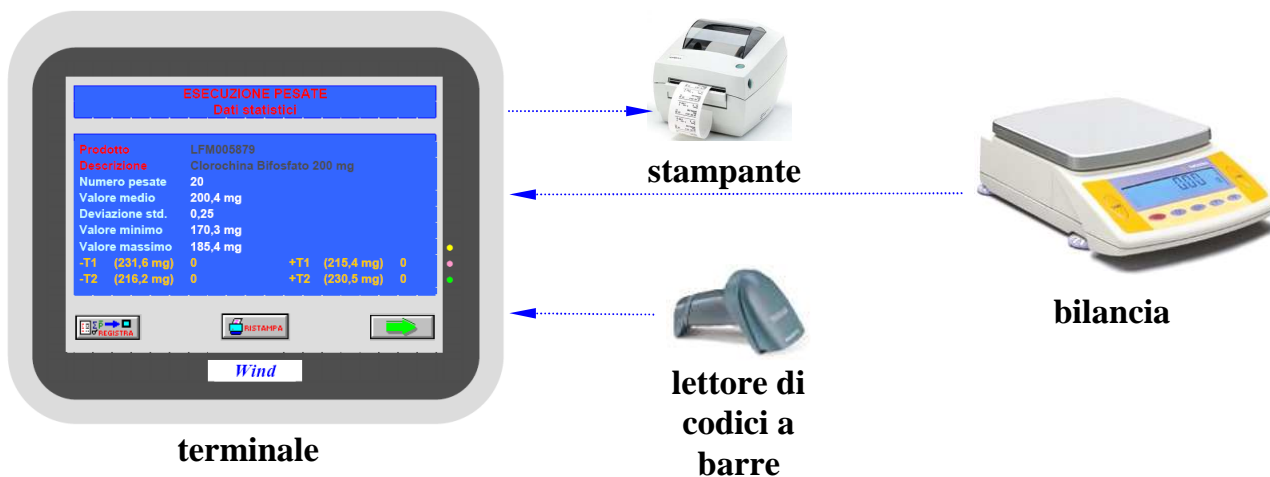 ESECUZIONE PESATE
Dati statistici
Prodotto LFM005879
Descrizione Clorochina Bifosfato 200 mg
Numero pesate 20
Valore medio 200,4 mg
Deviazione std. 0,25
Valore minimo 170,3 mg
Valore massimo 185,4 mg
-T1 (231,6 mg) 0 +T1 (215,4 mg) 0
-T2 (216,2 mg) 0 +T2 (230,5 mg) 0
REGISTRA
RISTAMPA
Wind
terminale
stampante
0.00
bilancia
lettore di
codici a
barre